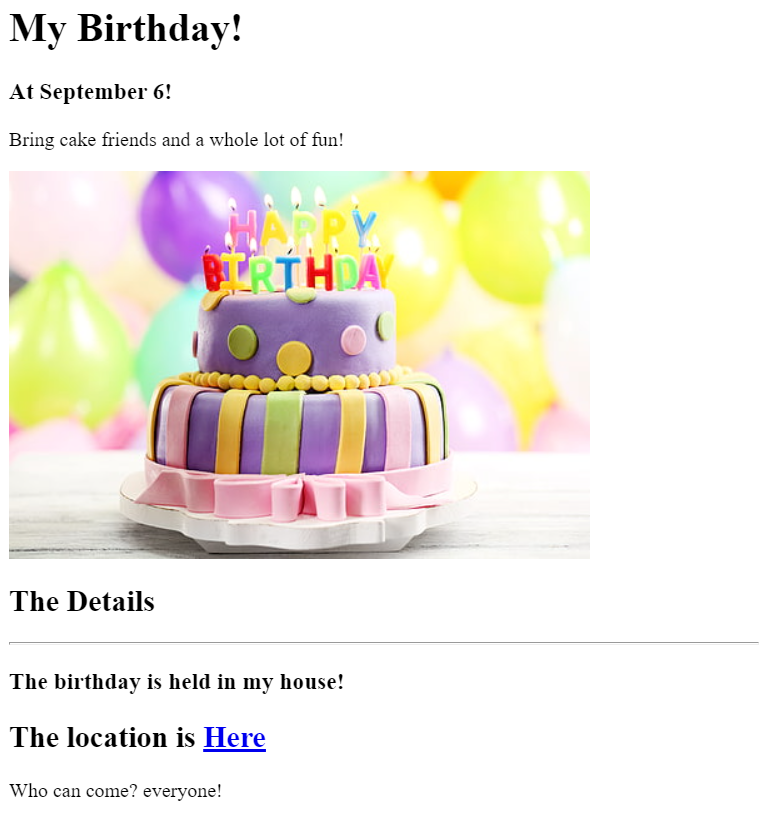 My Birthday!
At September 6!
Bring cake friends and a whole lot of fun!
HAPPY
BIRTHDAY
The Details
The birthday is held in my house!
The location is Here
Who can come? everyone!